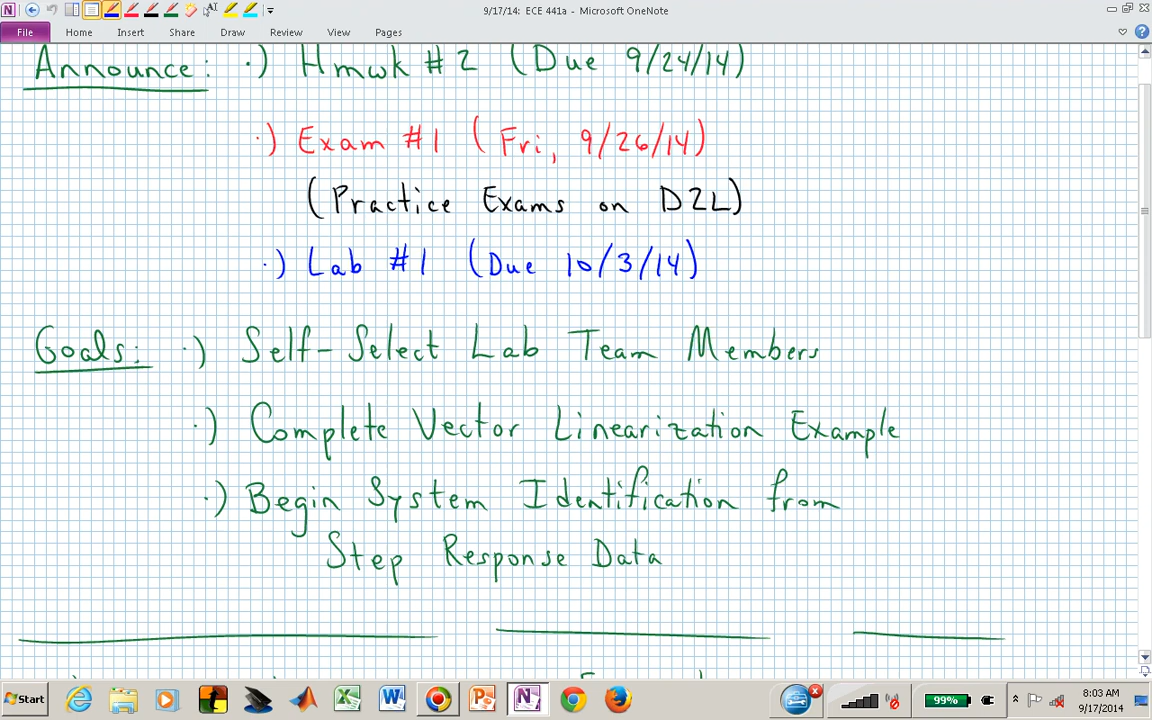 9/17/14: ECE 441a - Microsoft OneNote
File Home Insert Share Draw Review View Pages
Announce: ·) Hmwk #2 (Due 9/24/14)
·) Exam #1 (Fri, 9/26/14)
(Practice Exams on D2L)
·) Lab #1 (Due 10/3/14)
Goals: ·) Self-Select Lab Team Members
·) Complete Vector Linearization Example
·) Begin System Identification from
Step Response Data
Start 99% 8:03 AM
9/17/2014